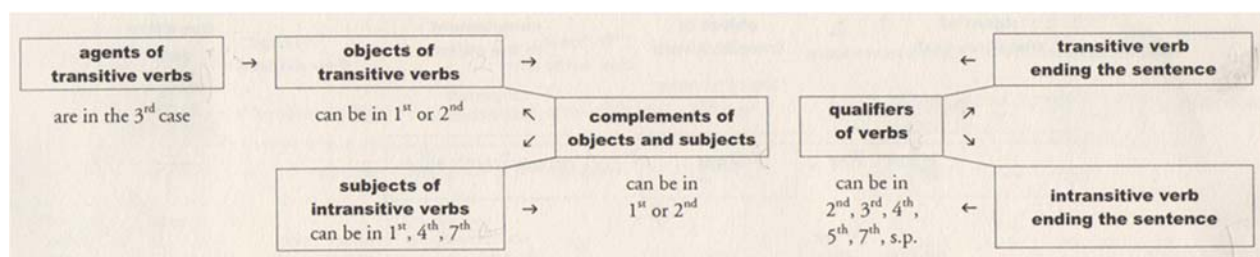 agents of
transitive verbs
→
objects of
transitive verbs
→
←
transitive verb
ending the sentence
are in the 3rd case
can be in 1st or 2nd
↖
↙
complements of
objects and subjects
qualifiers
of verbs
↗
↘
subjects of
intransitive verbs
can be in 1st, 4th, 7th
→
can be in
1st or 2nd
can be in
2nd, 3rd, 4th,
5th, 7th, s.p.
←
intransitive verb
ending the sentence